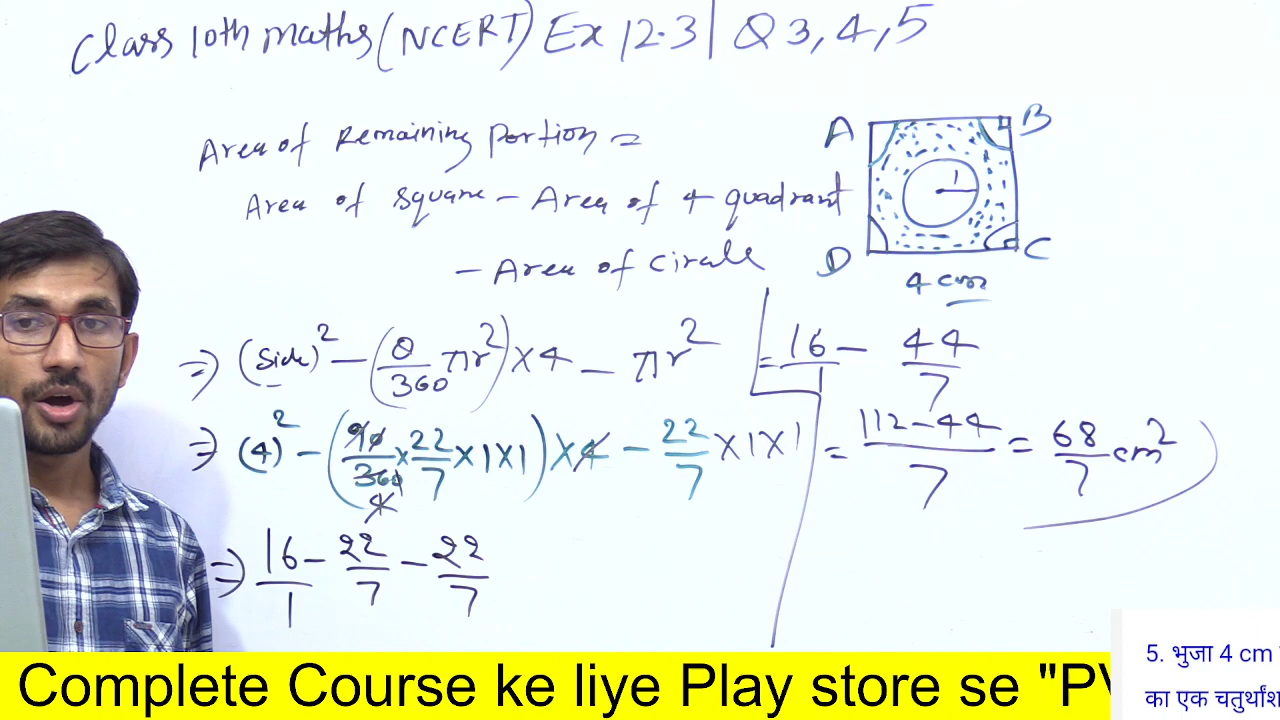 Class 10th maths (NCERT) Ex 12.3 | Q 3, 4, 5
Area of Remaining portion =
Area of square - Area of 4 quadrant
- Area of circle
A B
1
D C
4 cm
⇒ (Side)² - (θ/360 πr²) × 4 - πr²
⇒ (4)² - (90/360 × 22/7 × 1 × 1) × 4 - 22/7 × 1 × 1
4
⇒ 16/1 - 22/7 - 22/7
= 16/1 - 44/7
= 112-44/7 = 68/7 cm²
Complete Course ke liye Play store se "PV
5. भुजा 4 cm
का एक चतुर्थांश